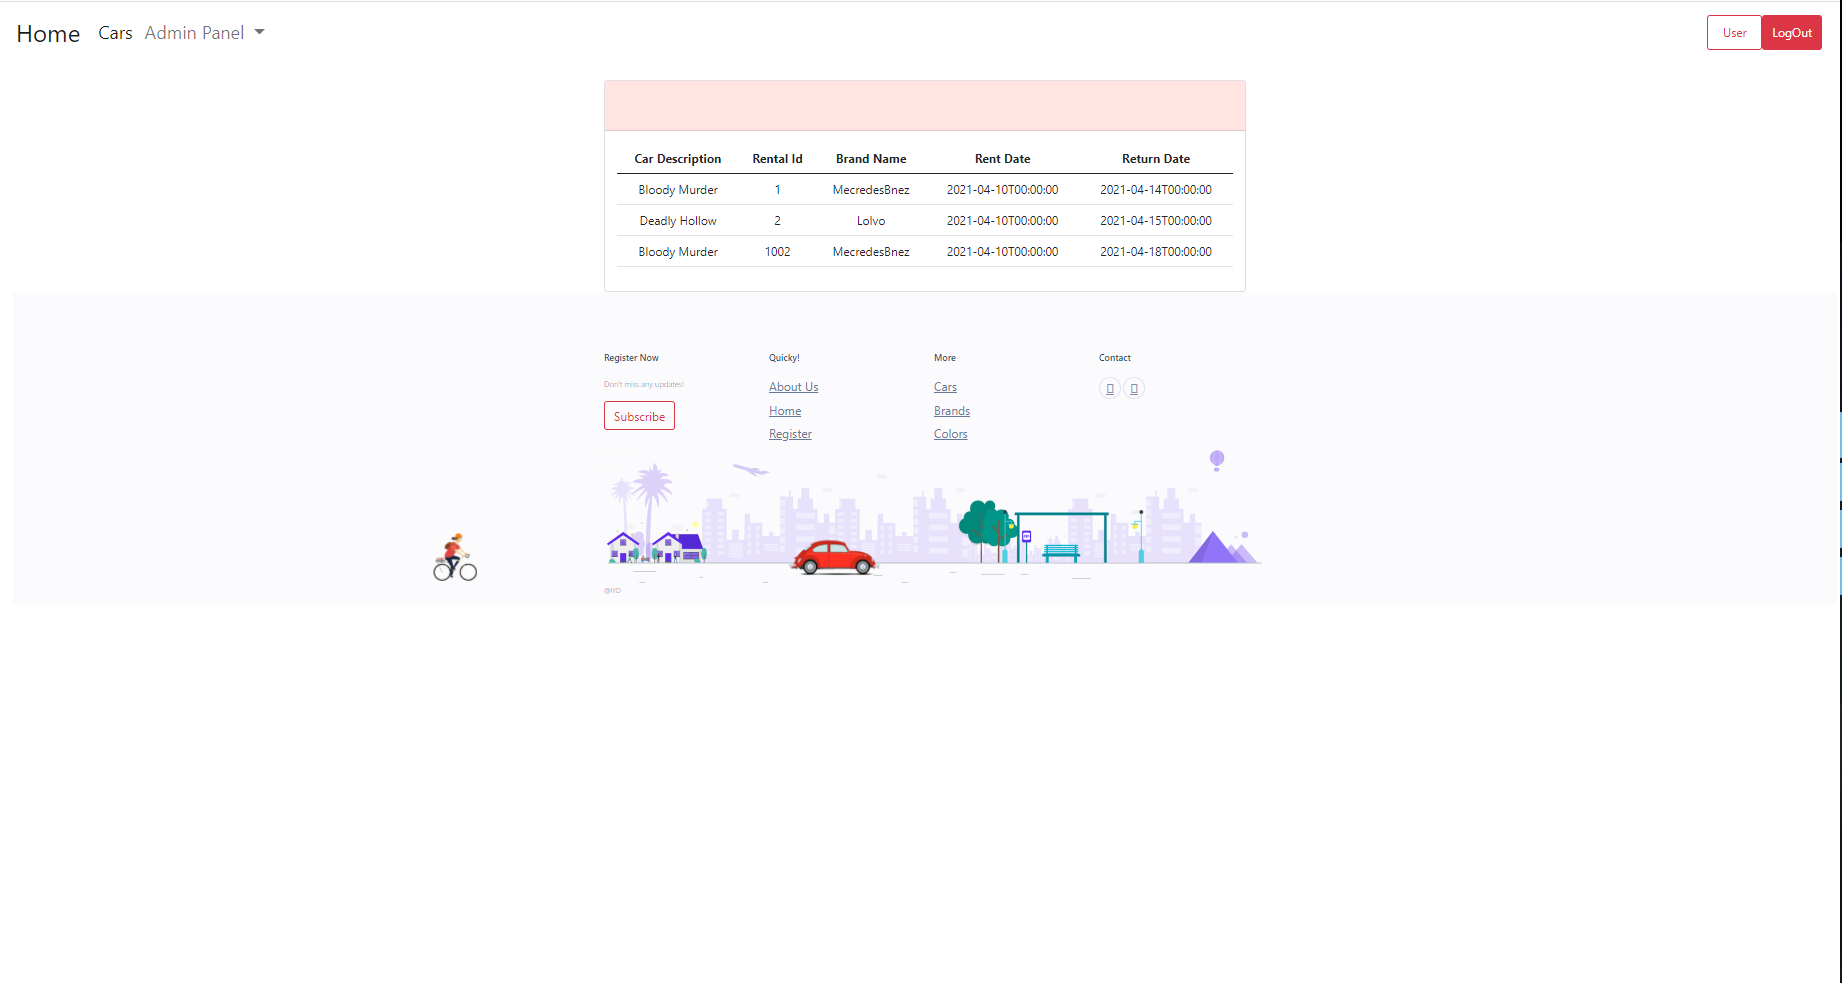 Home Cars Admin Panel User LogOut
Car Description Rental Id Brand Name Rent Date Return Date
Bloody Murder 1 MecredesBnez 2021-04-10T00:00:00 2021-04-14T00:00:00
Deadly Hollow 2 Lolvo 2021-04-10T00:00:00 2021-04-15T00:00:00
Bloody Murder 1002 MecredesBnez 2021-04-10T00:00:00 2021-04-18T00:00:00
Register Now Quicky! More Contact
Don't miss any updates!
About Us Cars
Subscribe
Home Brands
Register Colors
@IYD